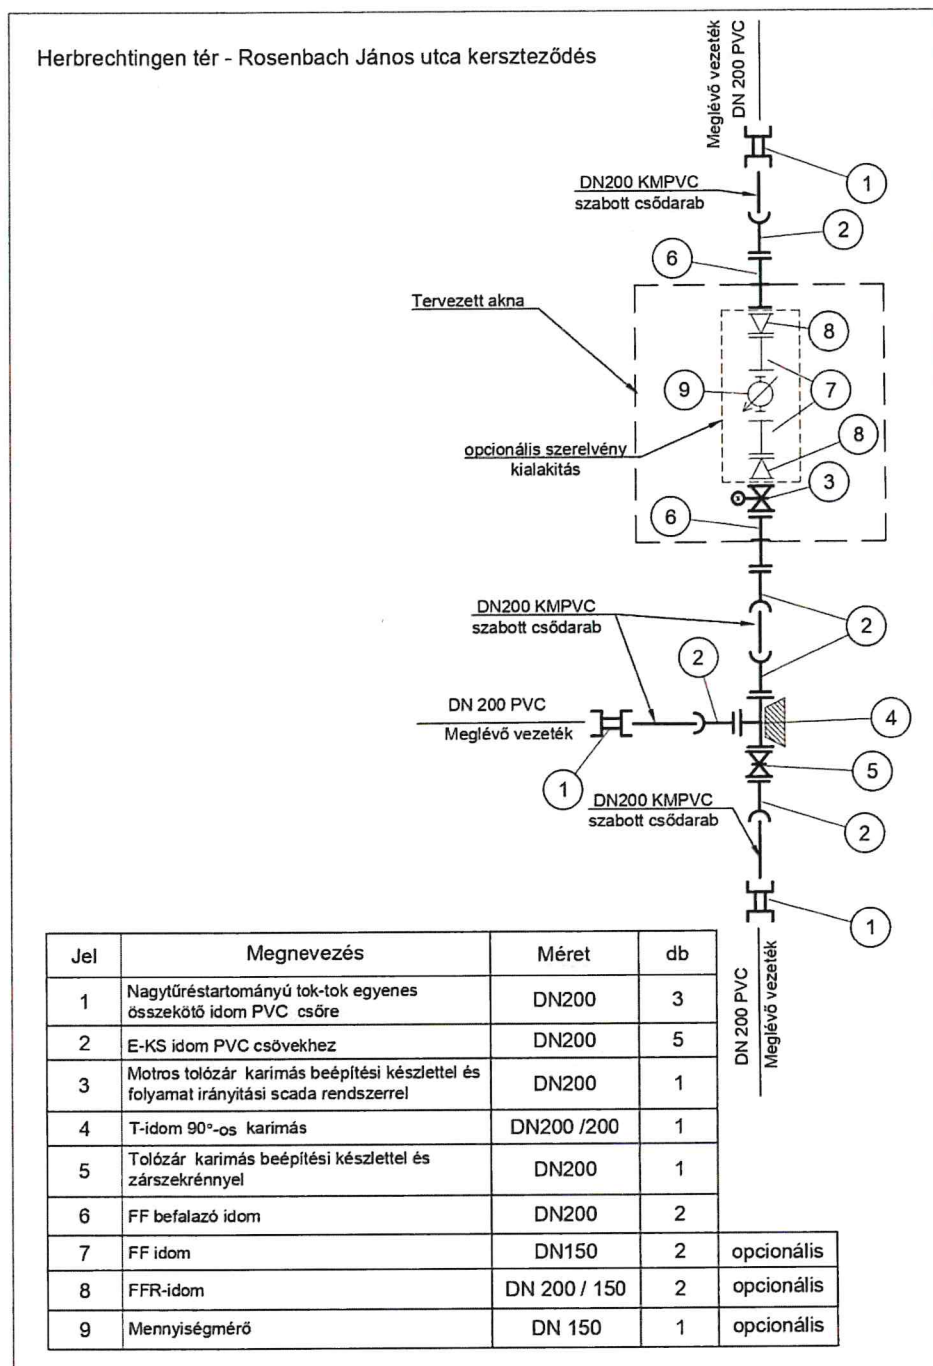 Herbrechtingen tér - Rosenbach János utca kerszteződés
Meglévő vezeték
DN 200 PVC
1
DN200 KMPVC
szabott csődarab
2
6
Tervezett akna
8
9
7
opcionális szerelvény
kialakitás
8
3
6
DN200 KMPVC
szabott csődarab
2
2
DN 200 PVC
Meglévő vezeték
4
1
5
DN200 KMPVC
szabott csődarab
2
1
DN 200 PVC
Meglévő vezeték
Jel Megnevezés Méret db
1 Nagytűréstartományú tok-tok egyenes
összekötő idom PVC csőre DN200 3
2 E-KS idom PVC csövekhez DN200 5
3 Motros tolózár karimás beépítési készlettel és
folyamat irányitási scada rendszerrel DN200 1
4 T-idom 90°-os karimás DN200 /200 1
5 Tolózár karimás beépítési készlettel és
zárszekrénnyel DN200 1
6 FF befalazó idom DN200 2
7 FF idom DN150 2 opcionális
8 FFR-idom DN 200 / 150 2 opcionális
9 Mennyiségmérő DN 150 1 opcionális